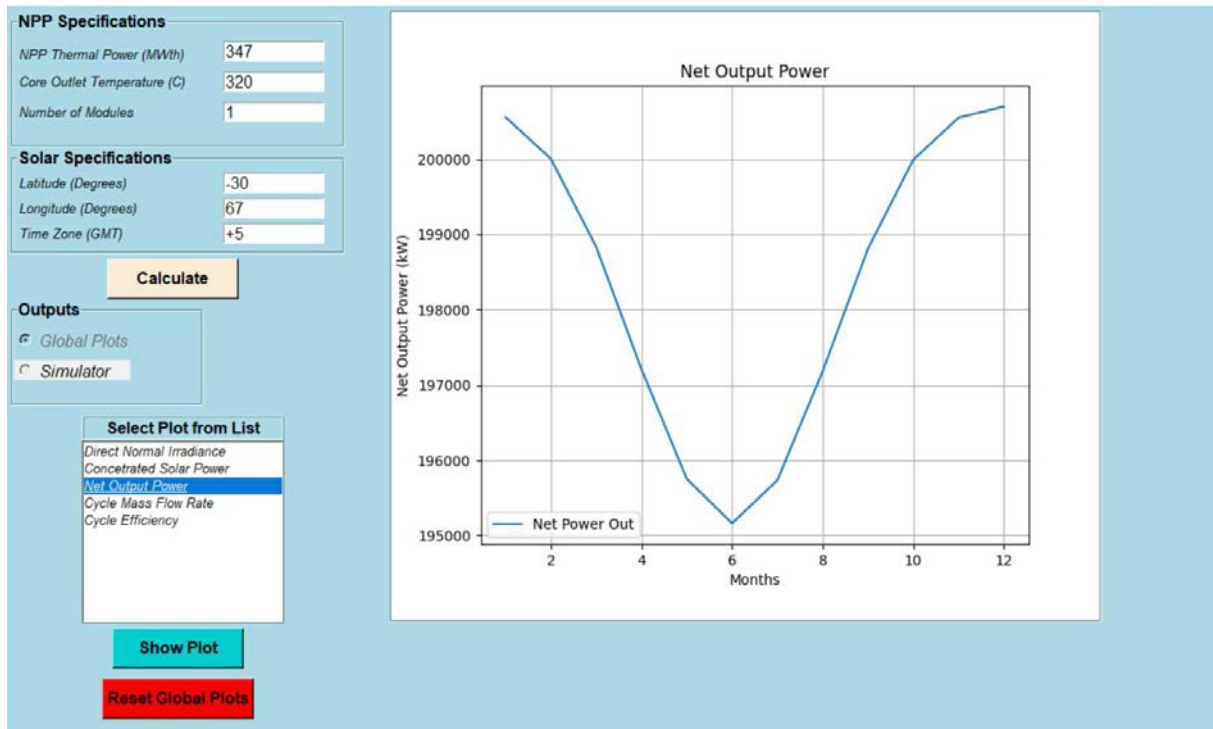 NPP Specifications
NPP Thermal Power (MWth) 347
Core Outlet Temperature (C) 320
Number of Modules 1
Solar Specifications
Latitude (Degrees) -30
Longitude (Degrees) 67
Time Zone (GMT) +5
Calculate
Outputs
Global Plots
Simulator
Select Plot from List
Direct Normal Irradiance
Concetrated Solar Power
Net Output Power
Cycle Mass Flow Rate
Cycle Efficiency
Show Plot
Reset Global Plots
Net Output Power
Net Output Power (kW)
200000
199000
198000
197000
196000
195000
Net Power Out
2 4 6 8 10 12
Months